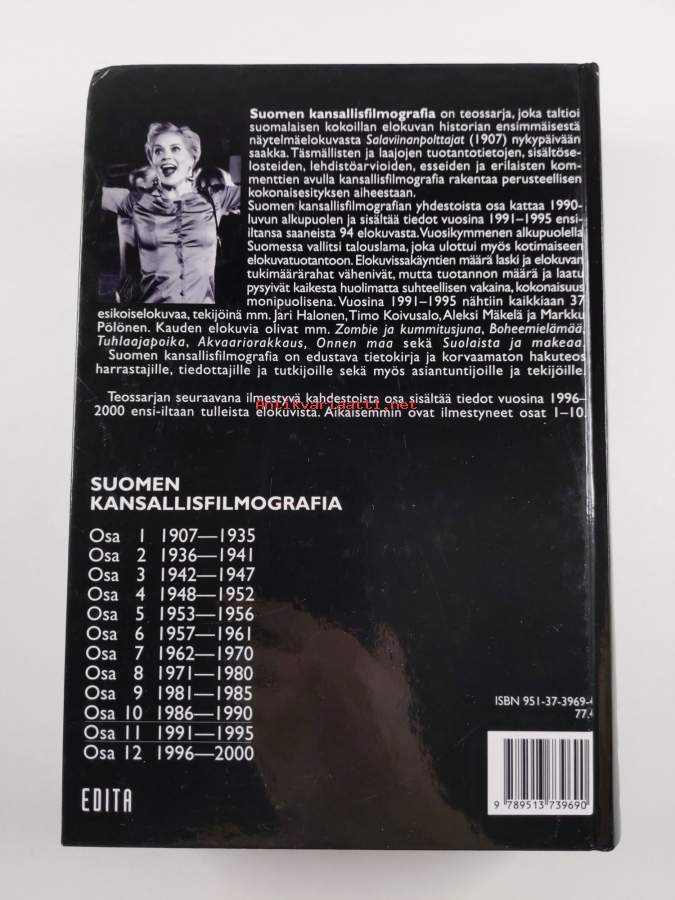 Suomen kansallisfilmografia on teossarja, joka taltioi
suomalaisen kokoillan elokuvan historian ensimmäisestä
näytelmäelokuvasta Salaviinanpolttajat (1907) nykypäivään
saakka. Täsmällisten ja laajojen tuotantotietojen, sisältöse-
losteiden, lehdistöarvioiden, esseiden ja erilaisten kom-
menttien avulla kansallisfilmografia rakentaa perusteellisen
kokonaisesityksen aiheestaan.
Suomen kansallisfilmografian yhdestoista osa kattaa 1990-
luvun alkupuolen ja sisältää tiedot vuosina 1991–1995 ensi-
iltansa saaneista 94 elokuvasta. Vuosikymmenen alkupuolella
Suomessa vallitsi talouslama, joka ulottui myös kotimaiseen
elokuvatuotantoon. Elokuvissakäyntien määrä laski ja elokuvan
tukimäärärahat vähenivät, mutta tuotannon määrä ja laatu
pysyivät kaikesta huolimatta suhteellisen vakaina, kokonaisuus
monipuolisena. Vuosina 1991–1995 nähtiin kaikkiaan 37
esikoiselokuvaa, tekijöinä mm. Jari Halonen, Timo Koivusalo, Aleksi Mäkelä ja Markku
Pölönen. Kauden elokuvia olivat mm. Zombie ja kummitusjuna, Boheemielämää,
Tuhlaajapoika, Akvaariorakkaus, Onnen maa sekä Suolaista ja makeaa.
Suomen kansallisfilmografia on edustava tietokirja ja korvaamaton hakuteos
harrastajille, tiedottajille ja tutkijoille sekä myös asiantuntijoille ja tekijöille.
Teossarjan seuraavana ilmestyvä kahdestoista osa sisältää tiedot vuosina 1996–
2000 ensi-iltaan tulleista elokuvista. Aikaisemmin ovat ilmestyneet osat 1–10.
Antikvariaatti.net
SUOMEN
KANSALLISFILMOGRAFIA
Osa 1 1907—1935
Osa 2 1936—1941
Osa 3 1942—1947
Osa 4 1948—1952
Osa 5 1953—1956
Osa 6 1957—1961
Osa 7 1962—1970
Osa 8 1971—1980
Osa 9 1981—1985
Osa 10 1986—1990
Osa 11 1991—1995
Osa 12 1996—2000
ISBN 951-37-3969-
77.4
9 789513 739690
EDITA